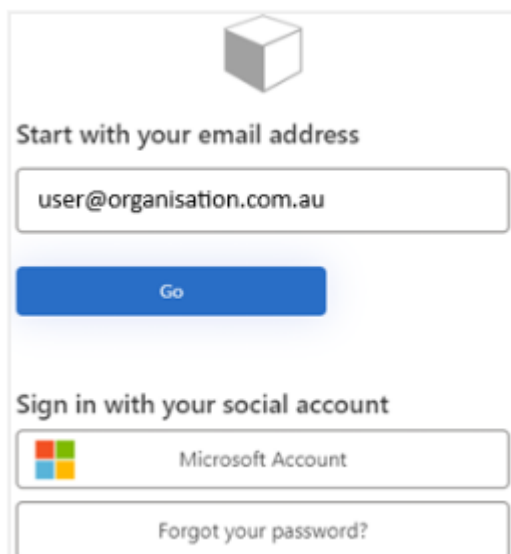 Start with your email address
user@organisation.com.au
Go
Sign in with your social account
Microsoft Account
Forgot your password?